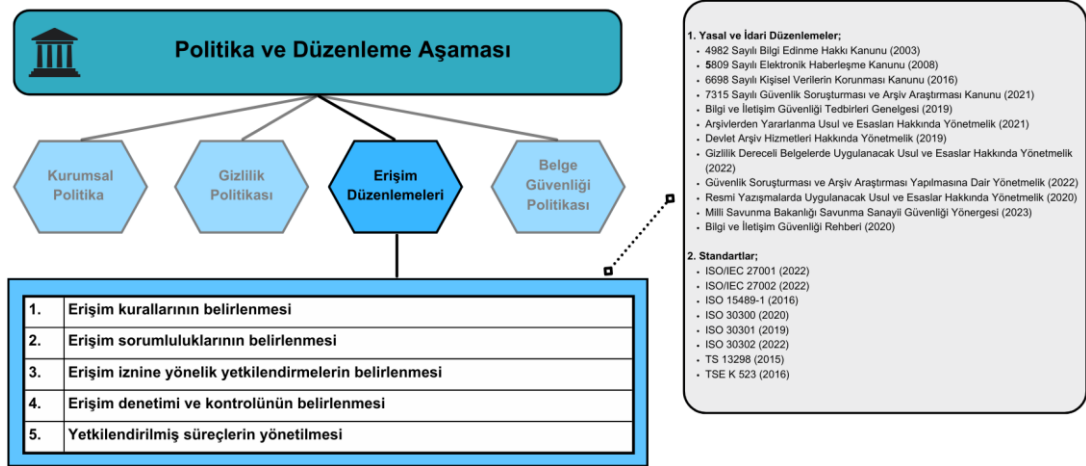 Politika ve Düzenleme Aşaması
Kurumsal
Politika
Gizlilik
Politikası
Erişim
Düzenlemeleri
Belge
Güvenliği
Politikası
1. Erişim kurallarının belirlenmesi
2. Erişim sorumluluklarının belirlenmesi
3. Erişim iznine yönelik yetkilendirmelerin belirlenmesi
4. Erişim denetimi ve kontrolünün belirlenmesi
5. Yetkilendirilmiş süreçlerin yönetilmesi
1. Yasal ve İdari Düzenlemeler;
• 4982 Sayılı Bilgi Edinme Hakkı Kanunu (2003)
• 5809 Sayılı Elektronik Haberleşme Kanunu (2008)
• 6698 Sayılı Kişisel Verilerin Korunması Kanunu (2016)
• 7315 Sayılı Güvenlik Soruşturması ve Arşiv Araştırması Kanunu (2021)
• Bilgi ve İletişim Güvenliği Tedbirleri Genelgesi (2019)
• Arşivlerden Yararlanma Usul ve Esasları Hakkında Yönetmelik (2021)
• Devlet Arşiv Hizmetleri Hakkında Yönetmelik (2019)
• Gizlilik Dereceli Belgelerde Uygulanacak Usul ve Esaslar Hakkında Yönetmelik
(2022)
• Güvenlik Soruşturması ve Arşiv Araştırması Yapılmasına Dair Yönetmelik (2022)
• Resmi Yazışmalarda Uygulanacak Usul ve Esaslar Hakkında Yönetmelik (2020)
• Milli Savunma Bakanlığı Savunma Sanayii Güvenliği Yönergesi (2023)
• Bilgi ve İletişim Güvenliği Rehberi (2020)
2. Standartlar;
• ISO/IEC 27001 (2022)
• ISO/IEC 27002 (2022)
• ISO 15489-1 (2016)
• ISO 30300 (2020)
• ISO 30301 (2019)
• ISO 30302 (2022)
• TS 13298 (2015)
• TSE K 523 (2016)